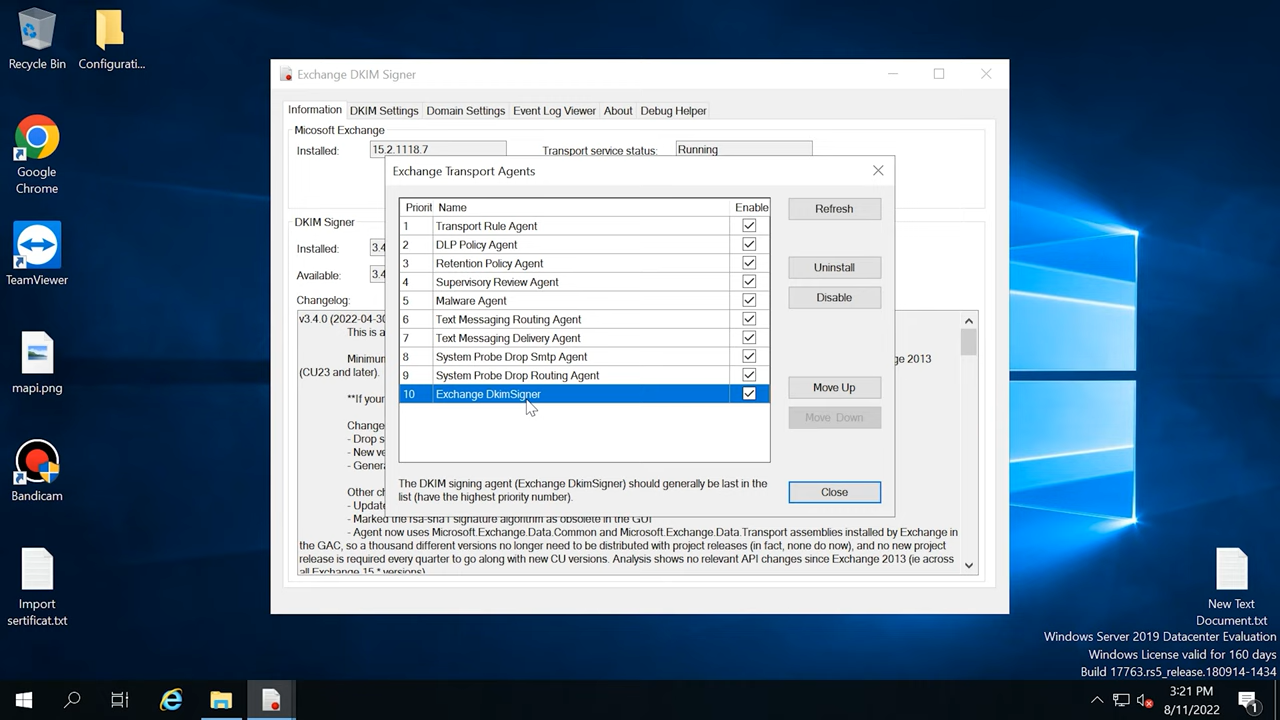 Recycle Bin
Configurati...
Google
Chrome
TeamViewer
mapi.png
Bandicam
Import
sertificat.txt
Exchange DKIM Signer
Information
DKIM Settings
Domain Settings
Event Log Viewer
About
Debug Helper
Micosoft Exchange
Installed:
15.2.1118.7
Transport service status:
Running
DKIM Signer
Installed:
3.4
Available:
3.4
Changelog:
v3.4.0 (2022-04-30
This is a
Minimum
ge 2013
(CU23 and later).
**If your
Change
- Drop s
- New ve
- Genera
Other ch
- Update
- Marked the rsa-sha1 signature algorithm as obsolete in the GUI
- Agent now uses Microsoft.Exchange.Data.Common and Microsoft.Exchange.Data.Transport assemblies installed by Exchange in
the GAC, so a thousand different versions no longer need to be distributed with project releases (in fact, none do now), and no new project
release is required every quarter to go along with new CU versions. Analysis shows no relevant API changes since Exchange 2013 (ie across
all Exchange 15.* versions)
Exchange Transport Agents
Priorit
Name
Enable
1 Transport Rule Agent
2 DLP Policy Agent
3 Retention Policy Agent
4 Supervisory Review Agent
5 Malware Agent
6 Text Messaging Routing Agent
7 Text Messaging Delivery Agent
8 System Probe Drop Smtp Agent
9 System Probe Drop Routing Agent
10 Exchange DkimSigner
Refresh
Uninstall
Disable
Move Up
Move Down
The DKIM signing agent (Exchange DkimSigner) should generally be last in the
list (have the highest priority number).
Close
New Text
Document.txt
Windows Server 2019 Datacenter Evaluation
Windows License valid for 160 days
Build 17763.rs5_release.180914-1434
3:21 PM
8/11/2022
1